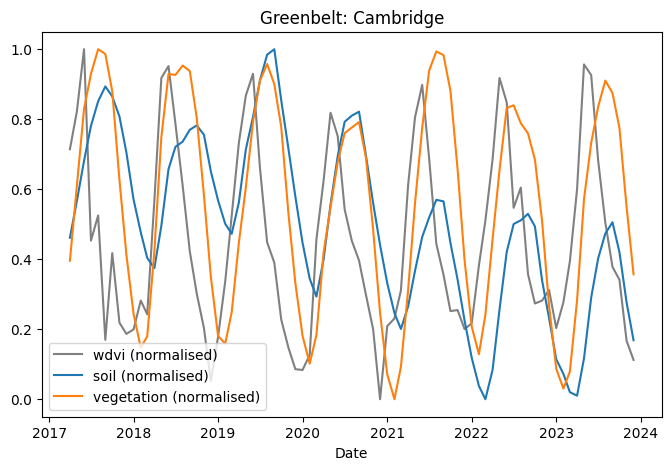 Greenbelt: Cambridge
1.0
0.8
0.6
0.4
0.2
0.0
wdvi (normalised)
soil (normalised)
vegetation (normalised)
2017 2018 2019 2020 2021 2022 2023 2024
Date